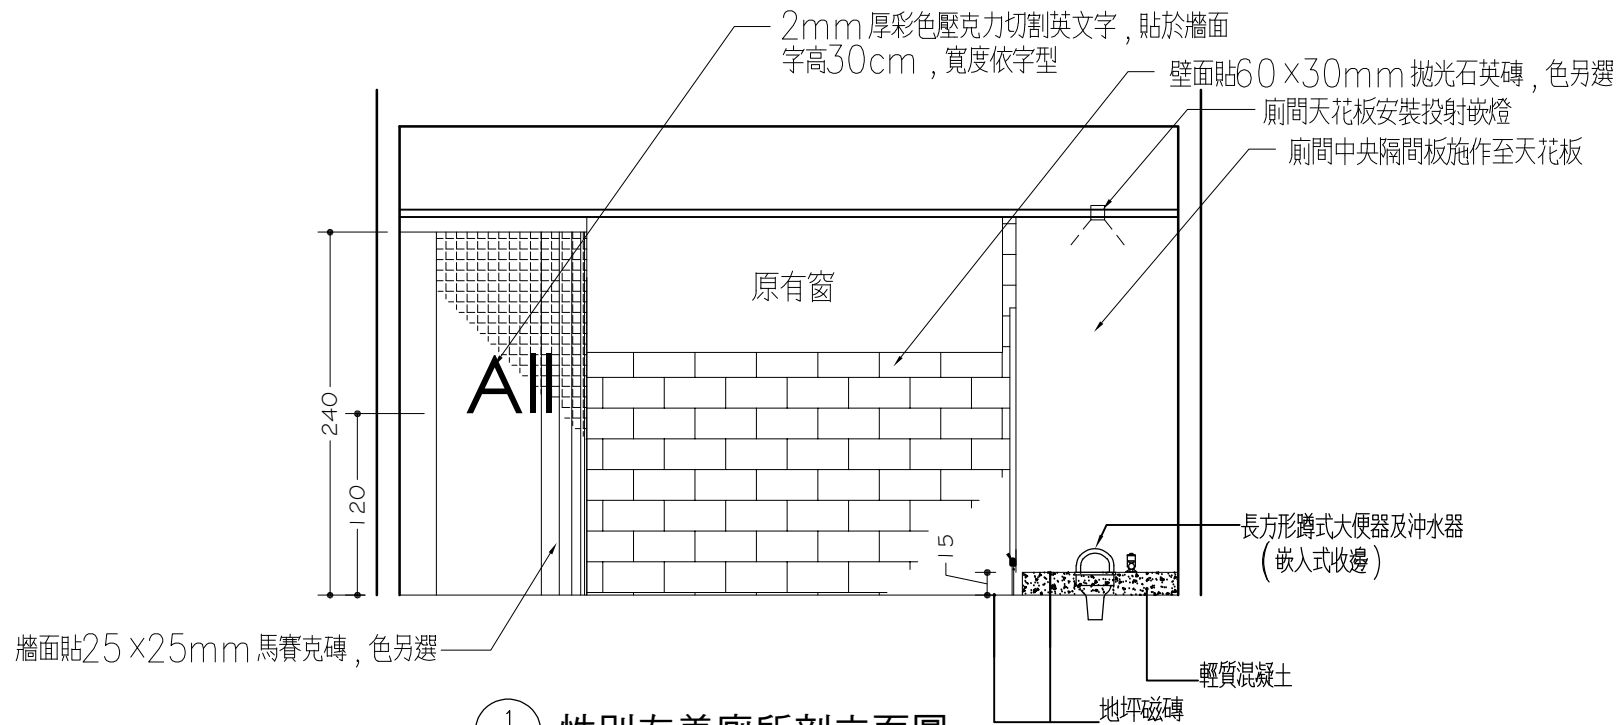 2mm厚彩色壓克力切割英文字,貼於牆面
字高30cm,寬度依字型
壁面貼60×30mm拋光石英磚,色另選
廁間天花板安裝投射嵌燈
廁間中央隔間板施作至天花板
原有窗
All
240
120
15
長方形蹲式大便器及沖水器
(嵌入式收邊)
牆面貼25×25mm馬賽克磚,色另選
輕質混凝土
地坪磁磚
1